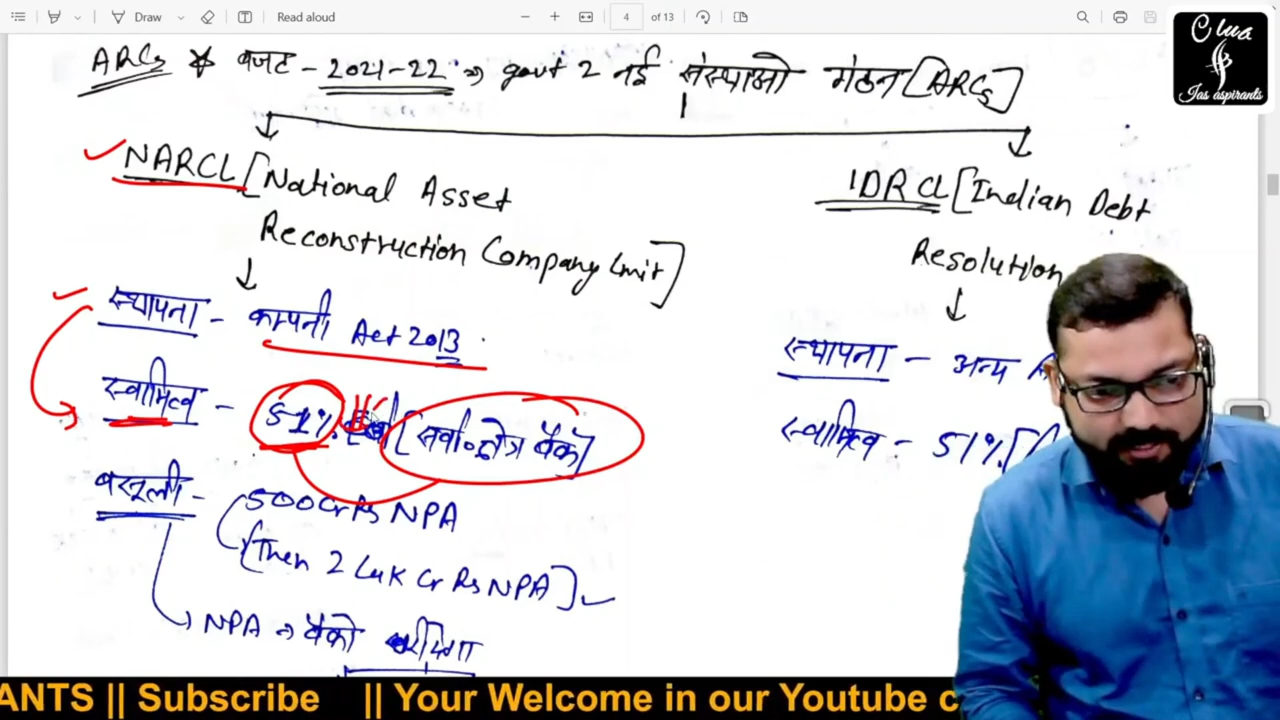 Draw
Read aloud
4 of 13
Clua
Ias aspirants
ARCs * बजट - 2021-22 ⇒ govt 2 नई संस्थाओ गठन [ARCs]
NARCL [National Asset
Reconstruction Company Lmit]
IDRCL [Indian Debt
Resolution
स्थापना - कम्पनी Act 2013
स्वामित्व - 51% [सर्वा॰ क्षेत्र बैंको
वसूली - 500 Cr Rs NPA
[Then 2 Lak Cr Rs NPA]
NPA ⇒ बैंको
स्थापना - अन्य A
स्वामित्व - 51% [
ANTS || Subscribe || Your Welcome in our Youtube c